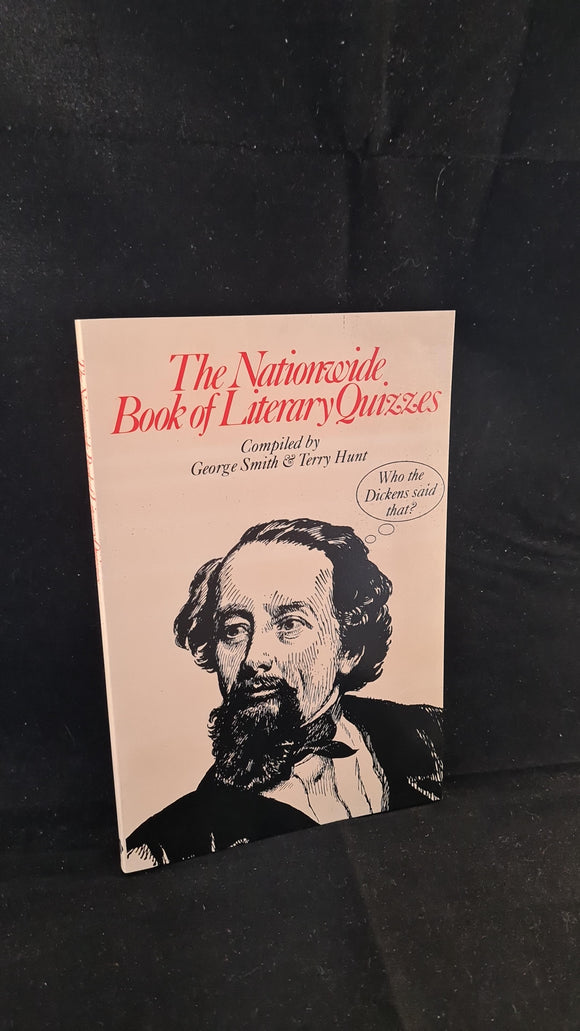 The Nationwide
Book of Literary Quizzes
Compiled by
George Smith & Terry Hunt
Who the
Dickens said
that?